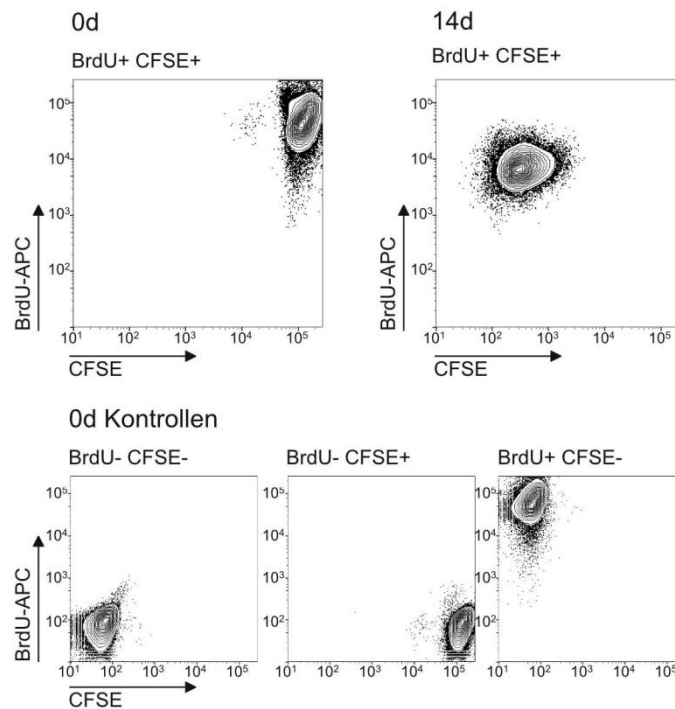 0d
14d
BrdU+ CFSE+
BrdU+ CFSE+
10⁵
10⁴
10³
10²
BrdU-APC
10¹ 10² 10³ 10⁴ 10⁵
CFSE
10⁵
10⁴
10³
10²
BrdU-APC
10¹ 10² 10³ 10⁴ 10⁵
CFSE
0d Kontrollen
BrdU- CFSE-
BrdU- CFSE+
BrdU+ CFSE-
10⁵
10⁴
10³
10²
BrdU-APC
10¹ 10² 10³ 10⁴ 10⁵
CFSE
10⁵
10⁴
10³
10²
10¹ 10² 10³ 10⁴ 10⁵
10⁵
10⁴
10³
10²
10¹ 10² 10³ 10⁴ 10⁵